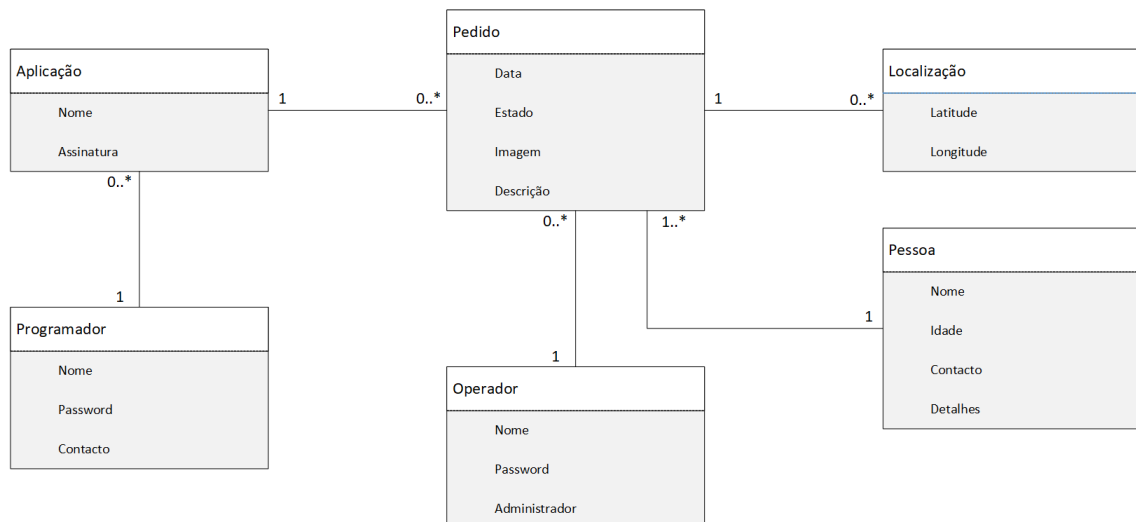 Pedido
Data
Estado
Imagem
Descrição
Aplicação
Nome
Assinatura
Localização
Latitude
Longitude
1
0..*
1
0..*
0..*
0..*
1..*
Pessoa
Nome
Idade
Contacto
Detalhes
1
1
1
Programador
Nome
Password
Contacto
Operador
Nome
Password
Administrador